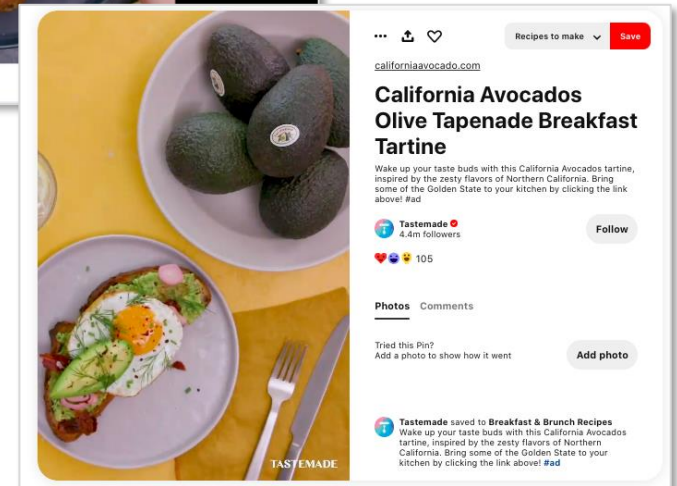 Recipes to make
Save
californiaavocado.com
California Avocados
Olive Tapenade Breakfast
Tartine
Wake up your taste buds with this California Avocados tartine,
inspired by the zesty flavors of Northern California. Bring
some of the Golden State to your kitchen by clicking the link
above! #ad
Tastemade
4.4m followers
Follow
105
Photos Comments
Tried this Pin?
Add a photo to show how it went
Add photo
Tastemade saved to Breakfast & Brunch Recipes
Wake up your taste buds with this California Avocados
tartine, inspired by the zesty flavors of Northern
California. Bring some of the Golden State to your
kitchen by clicking the link above! #ad
TASTEMADE